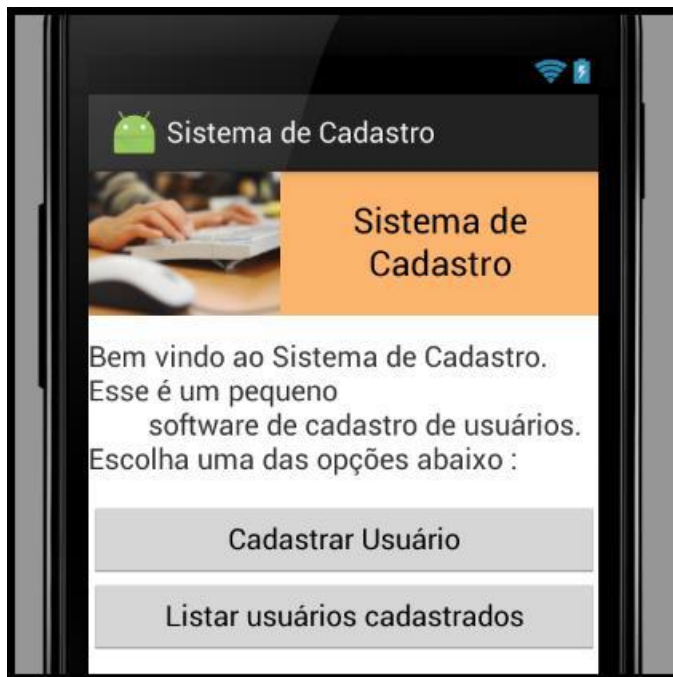 Sistema de Cadastro
Sistema de
Cadastro
Bem vindo ao Sistema de Cadastro.
Esse é um pequeno
software de cadastro de usuários.
Escolha uma das opções abaixo :
Cadastrar Usuário
Listar usuários cadastrados